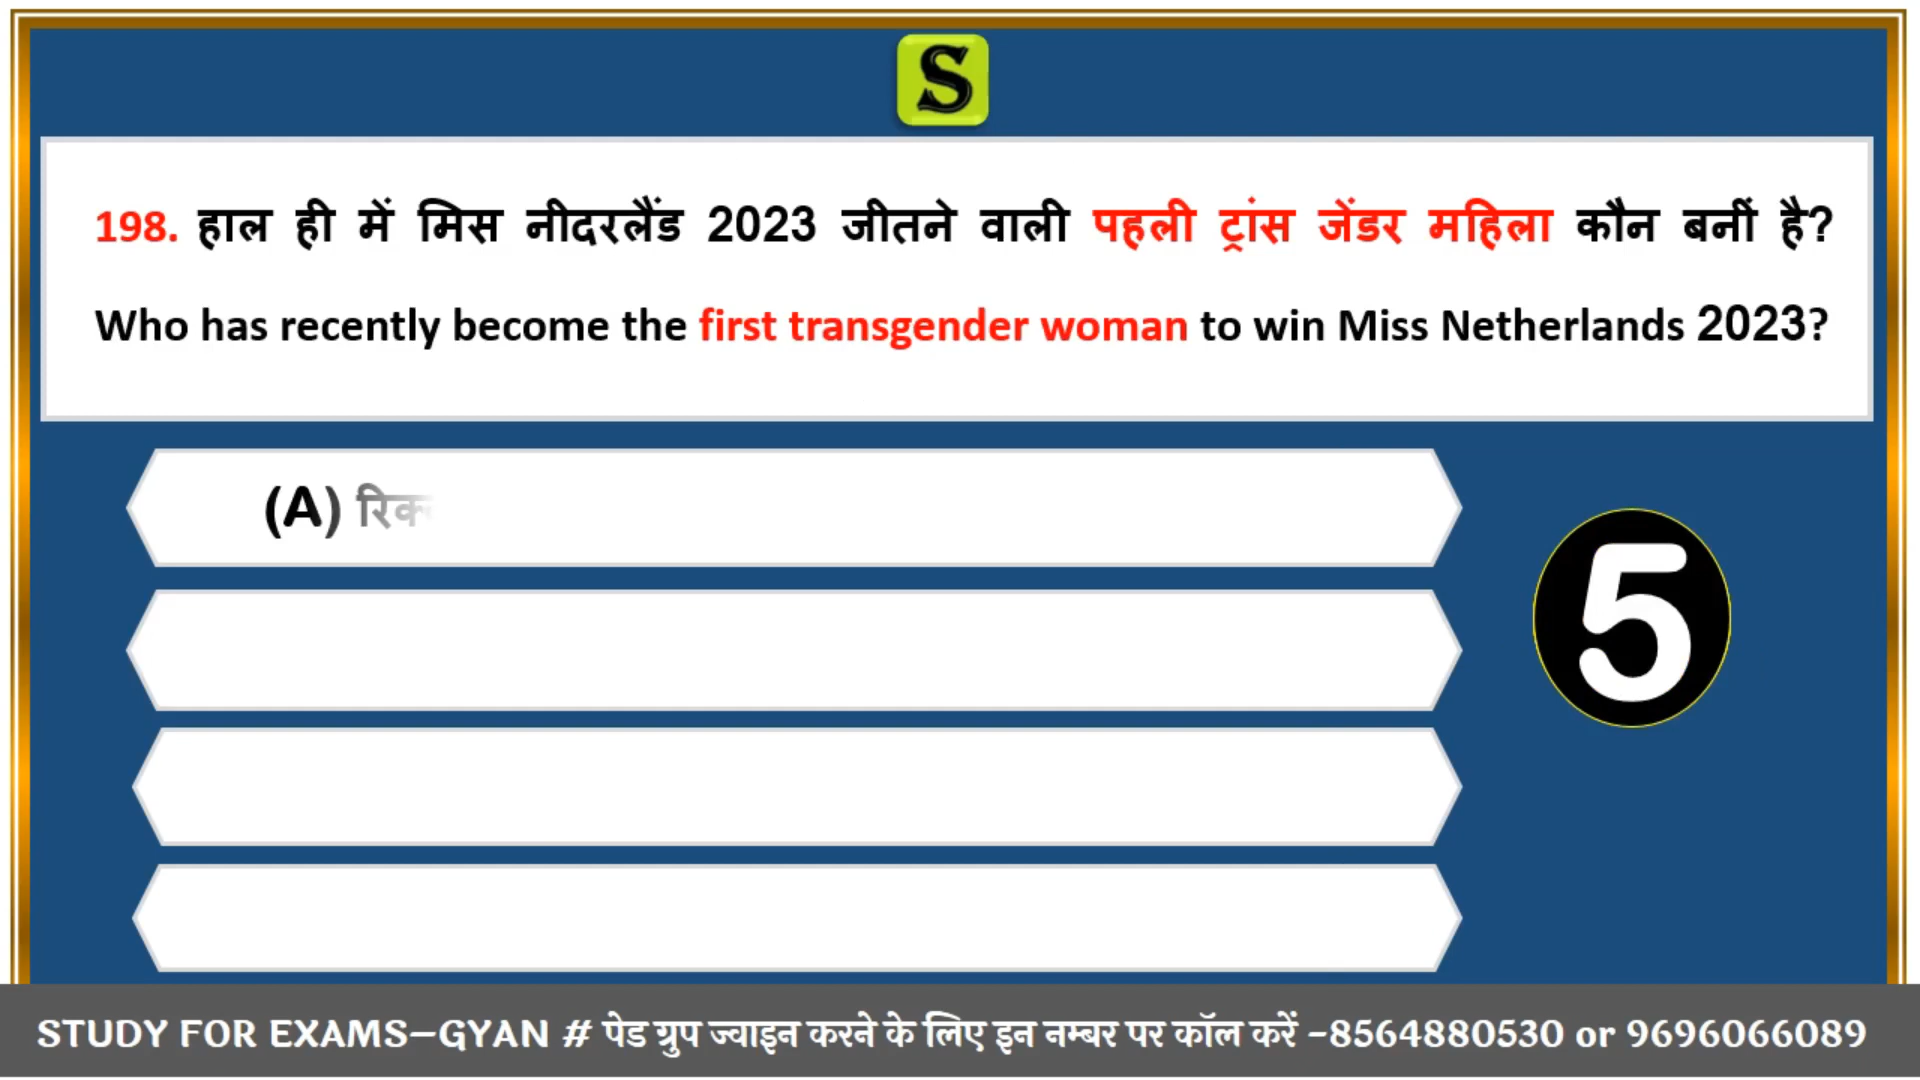 S
198. हाल ही में मिस नीदरलैंड 2023 जीतने वाली पहली ट्रांस जेंडर महिला कौन बनीं है?
Who has recently become the first transgender woman to win Miss Netherlands 2023?
(A)
5
STUDY FOR EXAMS–GYAN # पेड ग्रुप ज्वाइन करने के लिए इन नम्बर पर कॉल करें –8564880530 or 9696066089